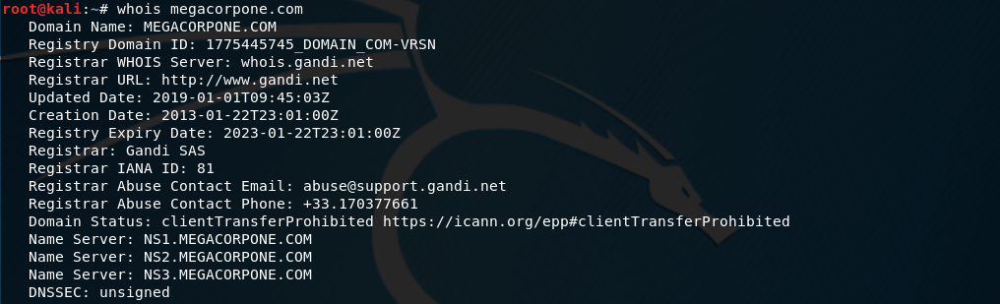 root@kali:~# whois megacorpone.com
Domain Name: MEGACORPONE.COM
Registry Domain ID: 1775445745_DOMAIN_COM-VRSN
Registrar WHOIS Server: whois.gandi.net
Registrar URL: http://www.gandi.net
Updated Date: 2019-01-01T09:45:03Z
Creation Date: 2013-01-22T23:01:00Z
Registry Expiry Date: 2023-01-22T23:01:00Z
Registrar: Gandi SAS
Registrar IANA ID: 81
Registrar Abuse Contact Email: abuse@support.gandi.net
Registrar Abuse Contact Phone: +33.170377661
Domain Status: clientTransferProhibited https://icann.org/epp#clientTransferProhibited
Name Server: NS1.MEGACORPONE.COM
Name Server: NS2.MEGACORPONE.COM
Name Server: NS3.MEGACORPONE.COM
DNSSEC: unsigned